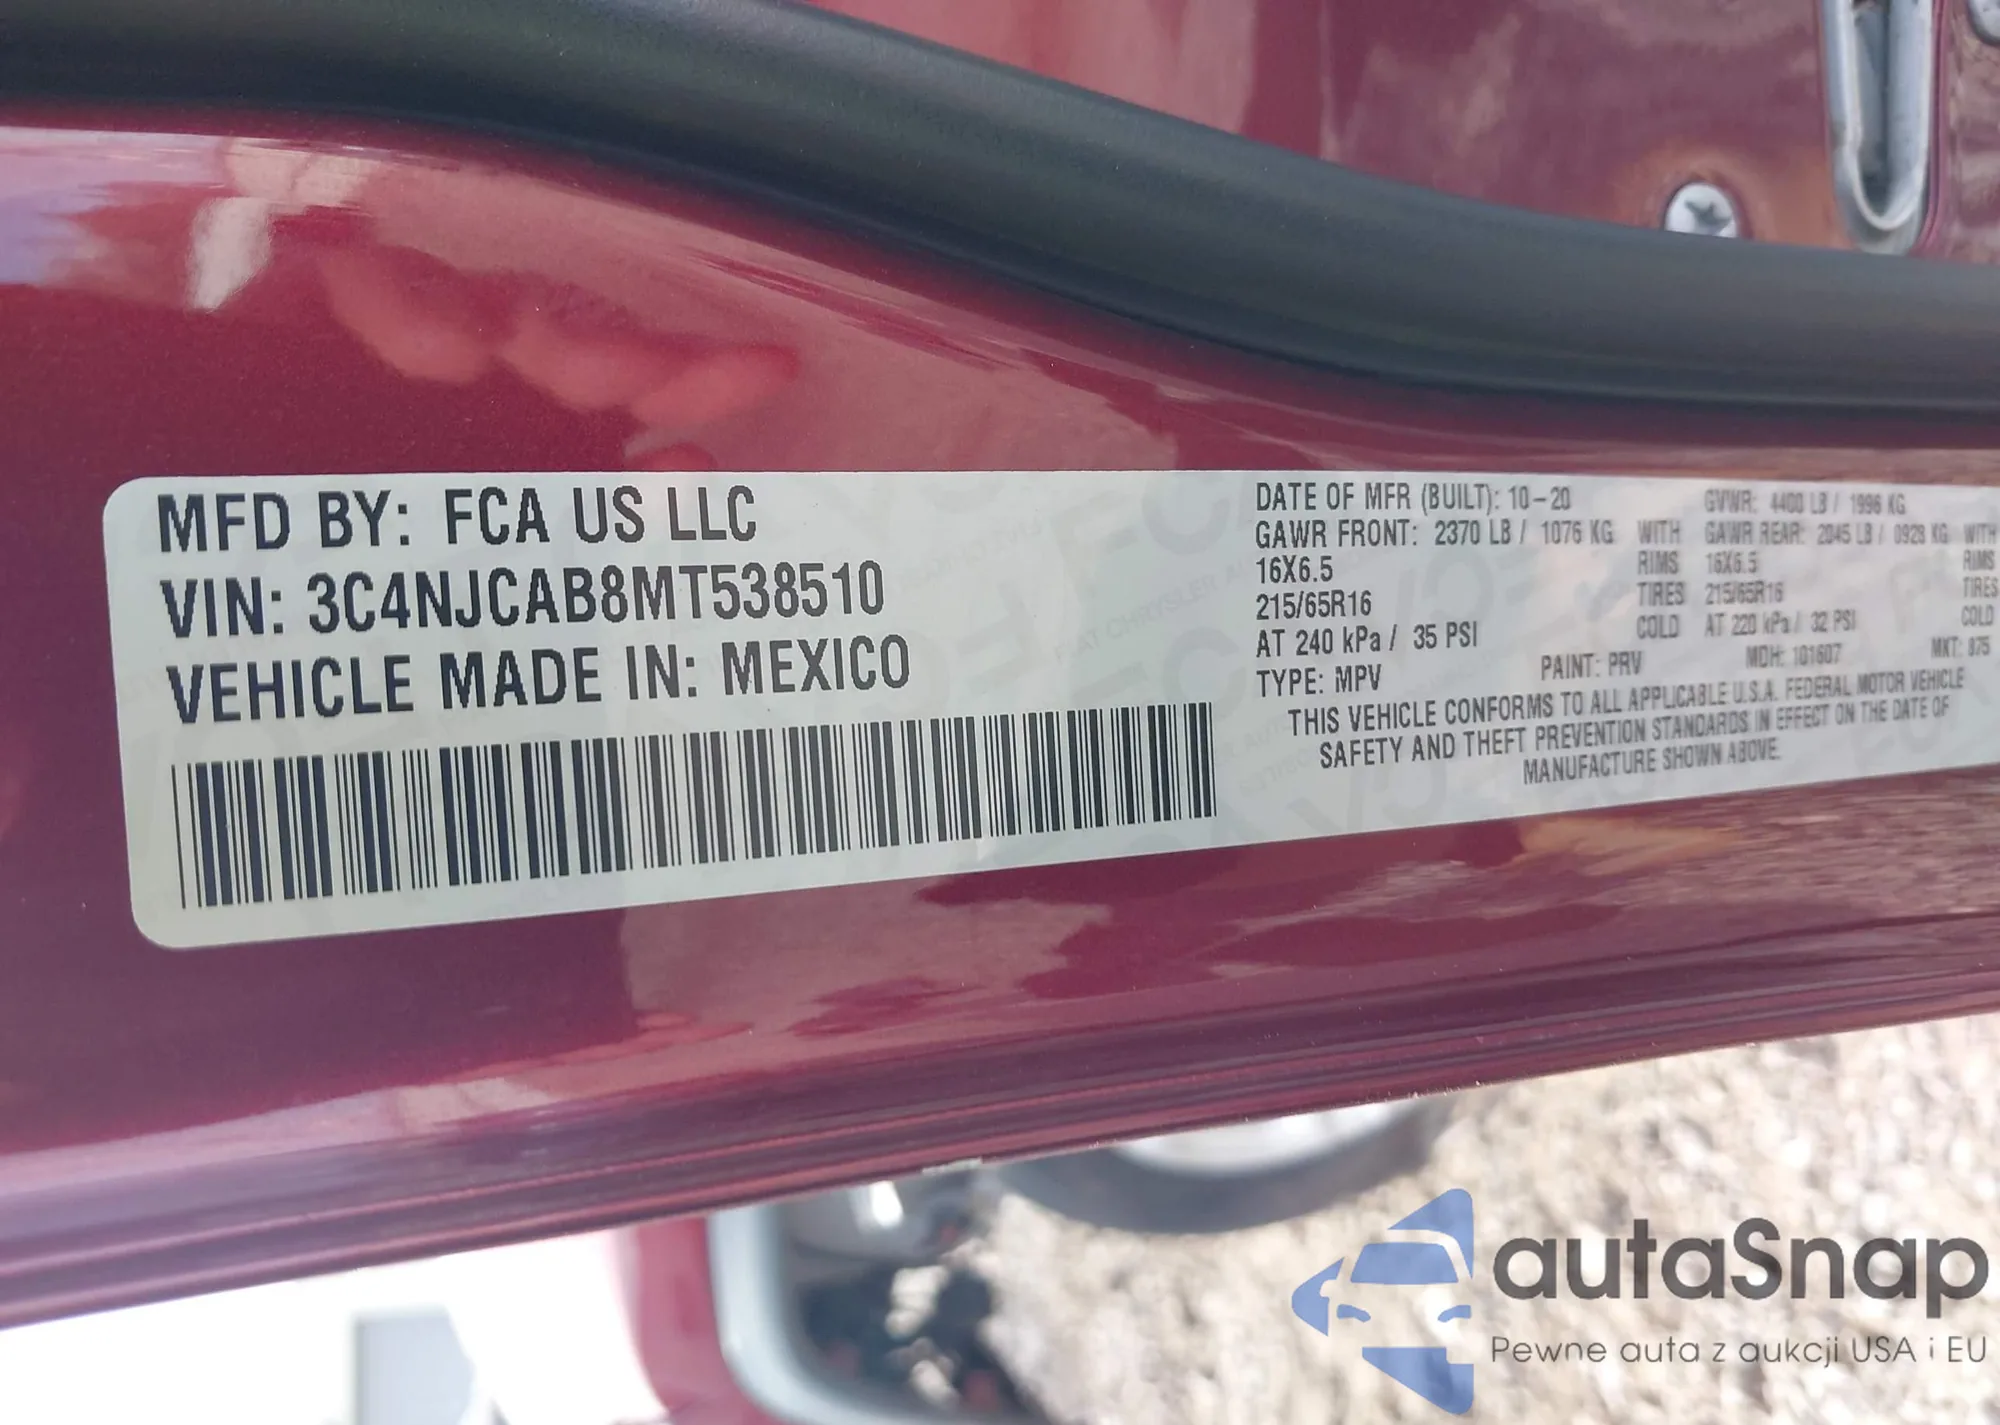 MFD BY: FCA US LLC
VIN: 3C4NJCAB8MT538510
VEHICLE MADE IN: MEXICO
DATE OF MFR (BUILT): 10-20 GVWR: 4400 LB / 1996 KG
GAWR FRONT: 2370 LB / 1076 KG WITH GAWR REAR: 2045 LB / 0928 KG WITH
16X6.5 RIMS 16X6.5 RIMS
215/65R16 TIRES 215/65R16 TIRES
AT 240 kPa / 35 PSI COLD AT 220 kPa / 32 PSI COLD
TYPE: MPV PAINT: PRV MDH: 101607 MKT: 875
THIS VEHICLE CONFORMS TO ALL APPLICABLE U.S.A. FEDERAL MOTOR VEHICLE
SAFETY AND THEFT PREVENTION STANDARDS IN EFFECT ON THE DATE OF
MANUFACTURE SHOWN ABOVE.
autaSnap
Pewne auta z aukcji USA i EU